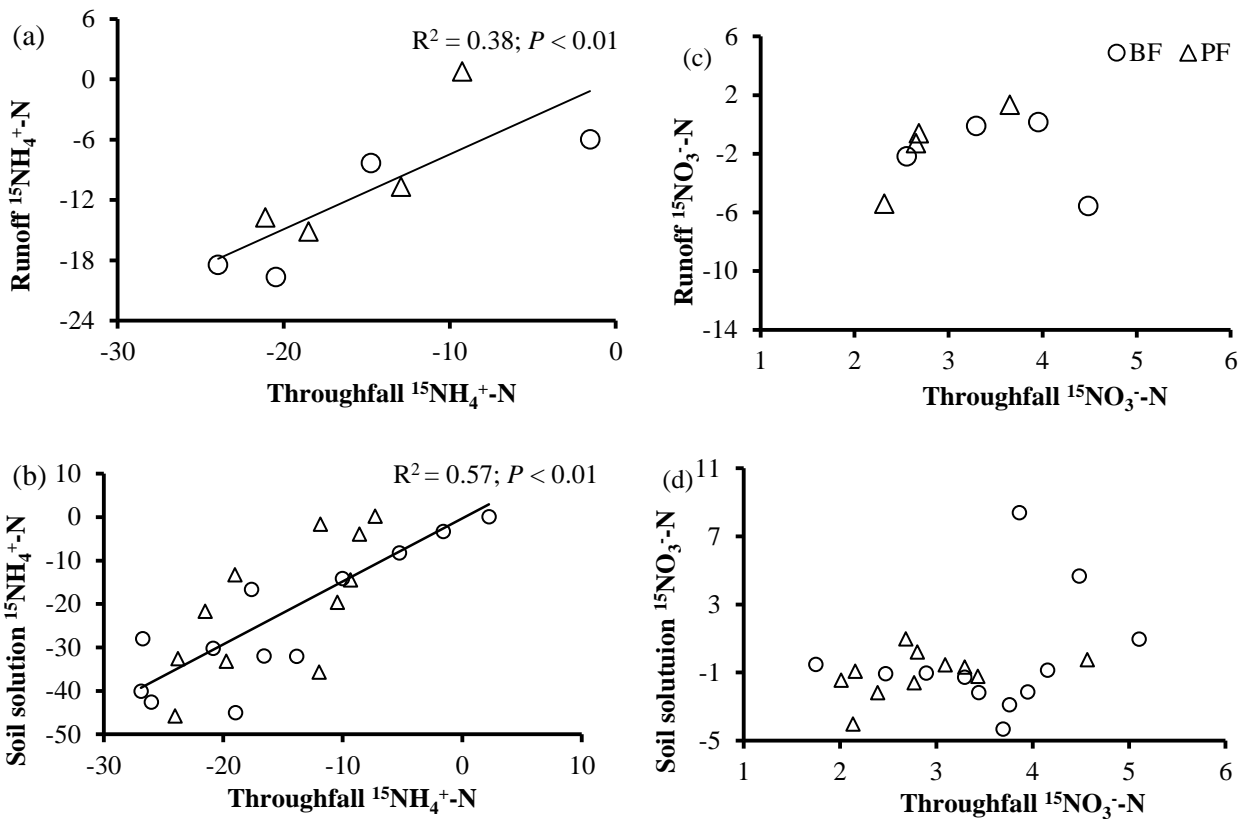 (a)
R² = 0.38; P < 0.01
6
0
-6
-12
-18
-24
-30
-20
-10
0
Runoff ¹⁵NH₄⁺-N
Throughfall ¹⁵NH₄⁺-N
(c)
BF
PF
6
2
-2
-6
-10
-14
1
2
3
4
5
6
Runoff ¹⁵NO₃⁻-N
Throughfall ¹⁵NO₃⁻-N
(b)
R² = 0.57; P < 0.01
10
0
-10
-20
-30
-40
-50
-30
-20
-10
0
10
Soil solution ¹⁵NH₄⁺-N
Throughfall ¹⁵NH₄⁺-N
(d)
11
7
3
-1
-5
1
2
3
4
5
6
Soil solutuion ¹⁵NO₃⁻-N
Throughfall ¹⁵NO₃⁻-N